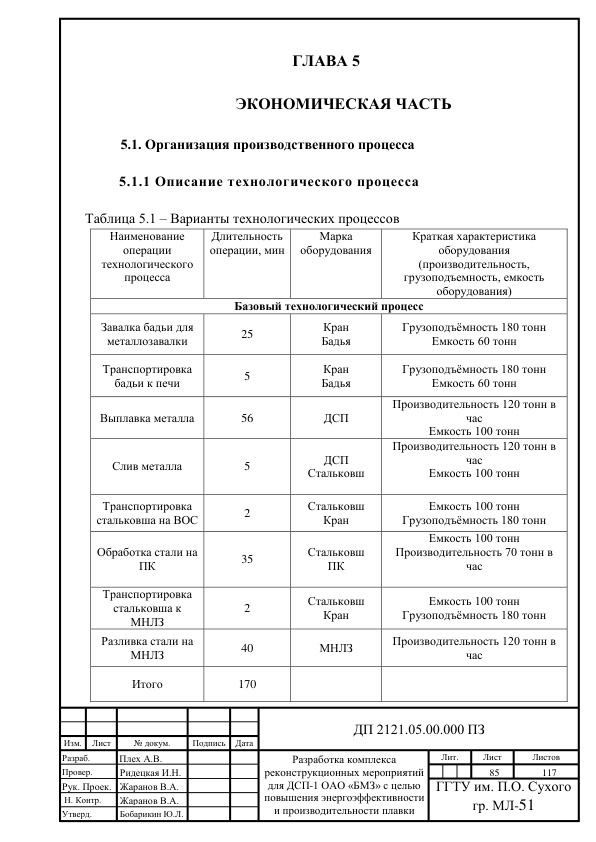 ГЛАВА 5
ЭКОНОМИЧЕСКАЯ ЧАСТЬ
5.1. Организация производственного процесса
5.1.1 Описание технологического процесса
Таблица 5.1 – Варианты технологических процессов
Наименование операции технологического процесса
Длительность операции, мин
Марка оборудования
Краткая характеристика оборудования (производительность, грузоподъемность, емкость оборудования)
Базовый технологический процесс
Завалка бадьи для металлозавалки
25
Кран
Бадья
Грузоподъёмность 180 тонн
Емкость 60 тонн
Транспортировка бадьи к печи
5
Кран
Бадья
Грузоподъёмность 180 тонн
Емкость 60 тонн
Выплавка металла
56
ДСП
Производительность 120 тонн в час
Емкость 100 тонн
Слив металла
5
ДСП
Стальковш
Производительность 120 тонн в час
Емкость 100 тонн
Транспортировка стальковша на ВОС
2
Стальковш
Кран
Емкость 100 тонн
Грузоподъёмность 180 тонн
Обработка стали на ПК
35
Стальковш
ПК
Емкость 100 тонн
Производительность 70 тонн в час
Транспортировка стальковша к МНЛЗ
2
Стальковш
Кран
Емкость 100 тонн
Грузоподъёмность 180 тонн
Разливка стали на МНЛЗ
40
МНЛЗ
Производительность 120 тонн в час
Итого
170
ДП 2121.05.00.000 ПЗ
Изм. Лист № докум. Подпись Дата
Разраб. Плех А.В.
Провер. Ридецкая И.Н.
Рук. Проек. Жаранов В.А.
Н. Контр. Жаранов В.А.
Утверд. Бобарикин Ю.Л.
Разработка комплекса
реконструкционных мероприятий
для ДСП-1 ОАО «БМЗ» с целью
повышения энергоэффективности
и производительности плавки
Лит. Лист Листов
85 117
ГГТУ им. П.О. Сухого
гр. МЛ-51